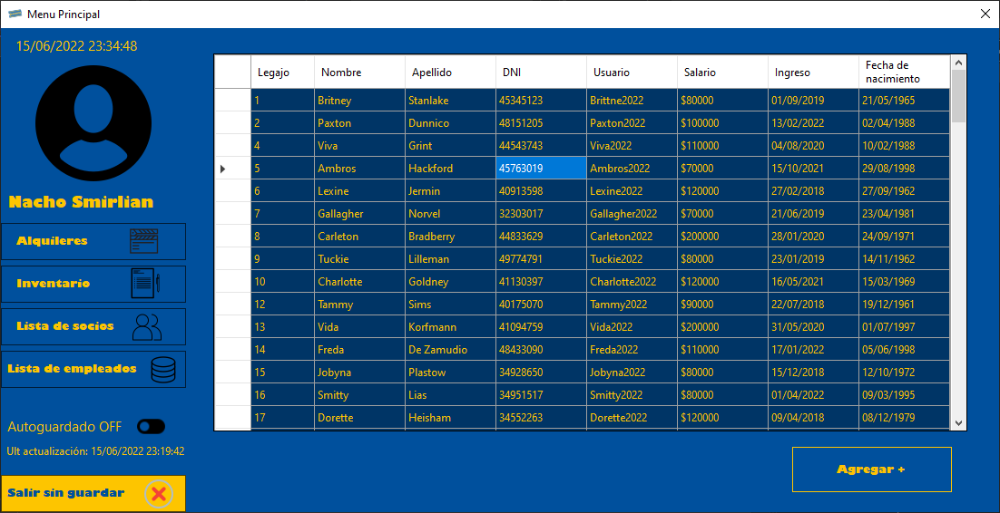 Menu Principal
15/06/2022 23:34:48
Nacho Smirlian
Alquíleres
Inventario
Lista de socios
Lista de empleados
Autoguardado OFF
Ult actualización: 15/06/2022 23:19:42
Salir sin guardar
Legajo Nombre Apellido DNI Usuario Salario Ingreso Fecha de
nacimiento
1 Britney Stanlake 45345123 Brittne2022 $80000 01/09/2019 21/05/1965
2 Paxton Dunnico 48151205 Paxton2022 $100000 13/02/2022 02/04/1988
4 Viva Grint 44543743 Viva2022 $110000 04/08/2020 10/02/1988
5 Ambros Hackford 45763019 Ambros2022 $70000 15/10/2021 29/08/1998
6 Lexine Jermin 40913598 Lexine2022 $120000 27/02/2018 27/09/1962
7 Gallagher Norvel 32303017 Gallagher2022 $70000 21/06/2019 23/04/1981
8 Carleton Bradberry 44833629 Carleton2022 $200000 28/01/2020 24/09/1971
9 Tuckie Lilleman 49774791 Tuckie2022 $80000 23/01/2019 14/11/1962
10 Charlotte Goldney 41130397 Charlotte2022 $120000 16/05/2021 15/03/1969
12 Tammy Sims 40175070 Tammy2022 $90000 22/07/2018 19/12/1961
13 Vida Korfmann 41094759 Vida2022 $200000 31/05/2020 01/07/1997
14 Freda De Zamudio 48433090 Freda2022 $110000 17/01/2022 05/06/1998
15 Jobyna Plastow 34928650 Jobyna2022 $80000 15/12/2018 12/10/1972
16 Smitty Lias 34951517 Smitty2022 $80000 01/04/2022 09/03/1995
17 Dorette Heisham 34552263 Dorette2022 $120000 09/04/2018 08/12/1979
Agregar +